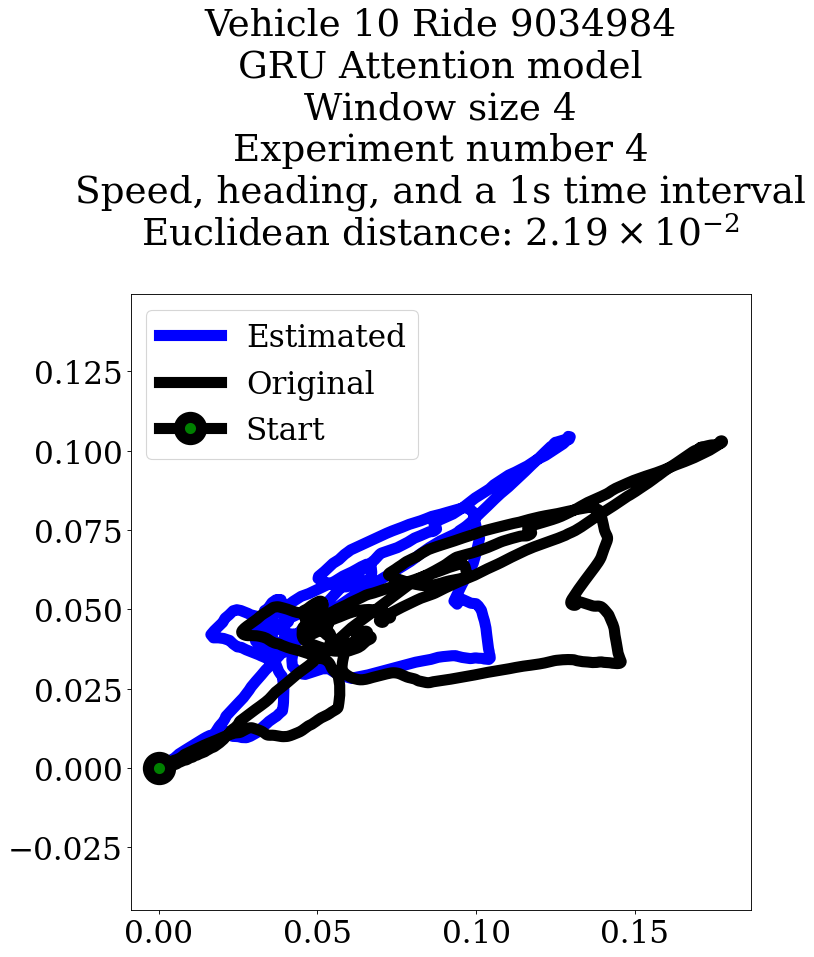 Vehicle 10 Ride 9034984
GRU Attention model
Window size 4
Experiment number 4
Speed, heading, and a 1s time interval
Euclidean distance: 2.19 × 10⁻²
Estimated
Original
Start
0.125
0.100
0.075
0.050
0.025
0.000
−0.025
0.00 0.05 0.10 0.15